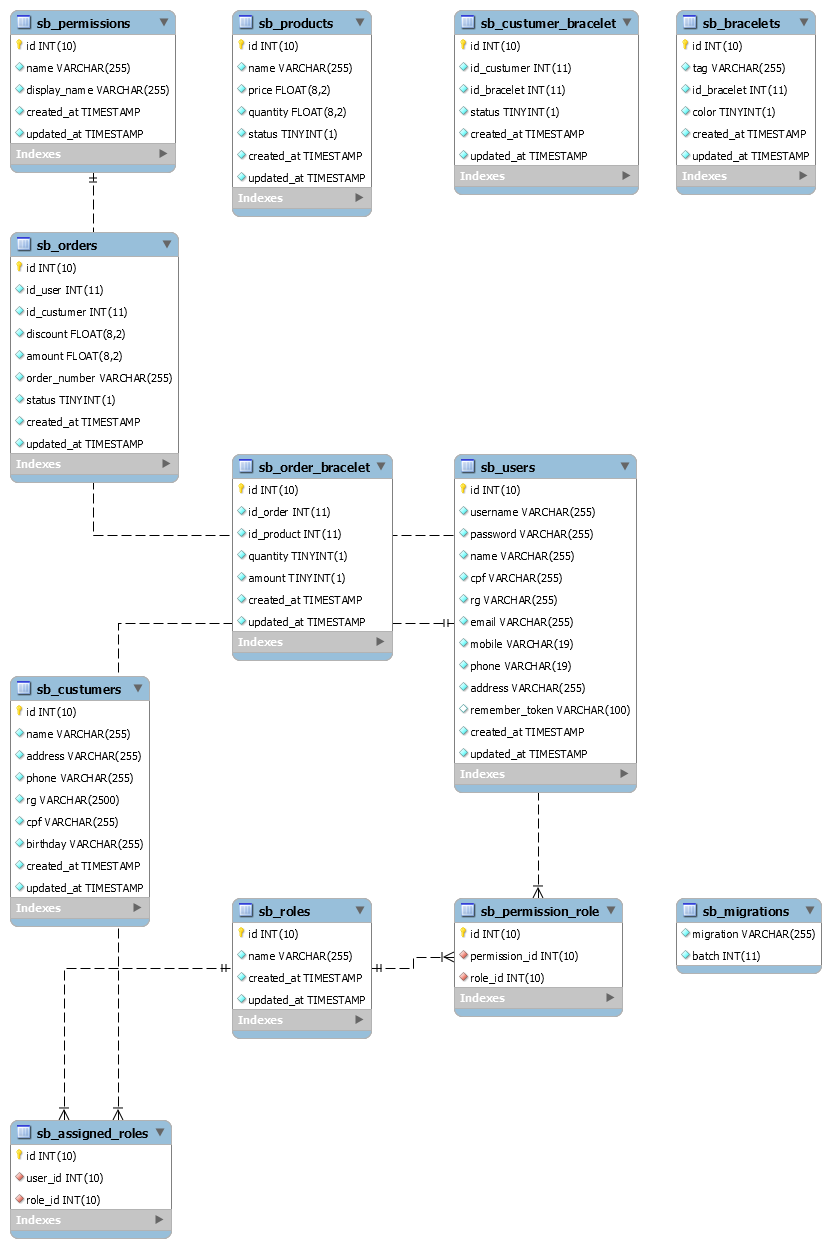 sb_permissions
id INT(10)
name VARCHAR(255)
display_name VARCHAR(255)
created_at TIMESTAMP
updated_at TIMESTAMP
Indexes
sb_products
id INT(10)
name VARCHAR(255)
price FLOAT(8,2)
quantity FLOAT(8,2)
status TINYINT(1)
created_at TIMESTAMP
updated_at TIMESTAMP
Indexes
sb_custumer_bracelet
id INT(10)
id_custumer INT(11)
id_bracelet INT(11)
status TINYINT(1)
created_at TIMESTAMP
updated_at TIMESTAMP
Indexes
sb_bracelets
id INT(10)
tag VARCHAR(255)
id_bracelet INT(11)
color TINYINT(1)
created_at TIMESTAMP
updated_at TIMESTAMP
Indexes
sb_orders
id INT(10)
id_user INT(11)
id_custumer INT(11)
discount FLOAT(8,2)
amount FLOAT(8,2)
order_number VARCHAR(255)
status TINYINT(1)
created_at TIMESTAMP
updated_at TIMESTAMP
Indexes
sb_order_bracelet
id INT(10)
id_order INT(11)
id_product INT(11)
quantity TINYINT(1)
amount TINYINT(1)
created_at TIMESTAMP
updated_at TIMESTAMP
Indexes
sb_users
id INT(10)
username VARCHAR(255)
password VARCHAR(255)
name VARCHAR(255)
cpf VARCHAR(255)
rg VARCHAR(255)
email VARCHAR(255)
mobile VARCHAR(19)
phone VARCHAR(19)
address VARCHAR(255)
remember_token VARCHAR(100)
created_at TIMESTAMP
updated_at TIMESTAMP
Indexes
sb_custumers
id INT(10)
name VARCHAR(255)
address VARCHAR(255)
phone VARCHAR(255)
rg VARCHAR(2500)
cpf VARCHAR(255)
birthday VARCHAR(255)
created_at TIMESTAMP
updated_at TIMESTAMP
Indexes
sb_roles
id INT(10)
name VARCHAR(255)
created_at TIMESTAMP
updated_at TIMESTAMP
Indexes
sb_permission_role
id INT(10)
permission_id INT(10)
role_id INT(10)
Indexes
sb_migrations
migration VARCHAR(255)
batch INT(11)
sb_assigned_roles
id INT(10)
user_id INT(10)
role_id INT(10)
Indexes